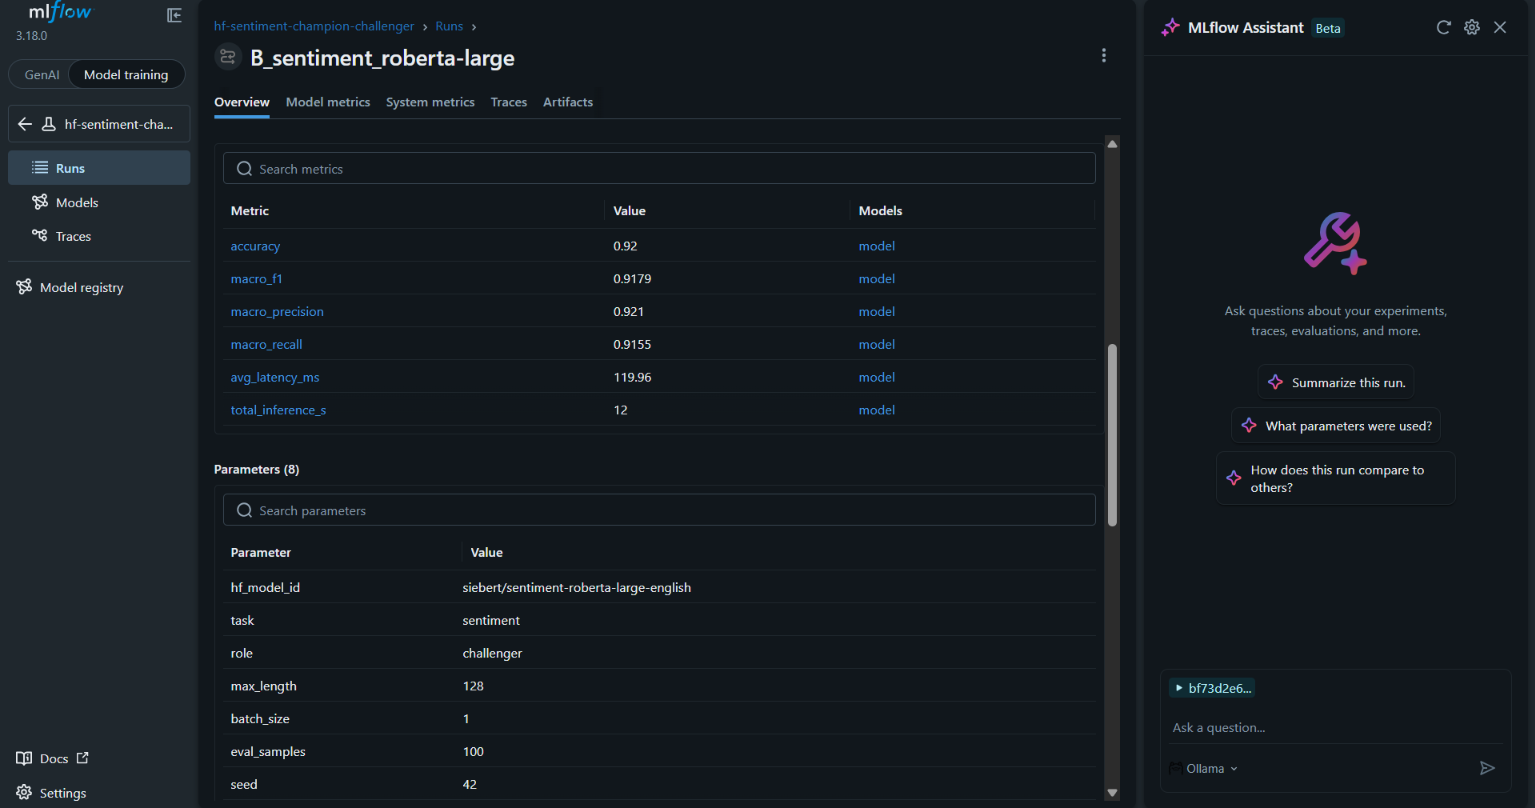 mlflow
3.18.0
GenAI Model training
hf-sentiment-cha...
Runs
Models
Traces
Model registry
Docs
Settings
hf-sentiment-champion-challenger › Runs ›
B_sentiment_roberta-large
Overview Model metrics System metrics Traces Artifacts
Search metrics
Metric Value Models
accuracy 0.92 model
macro_f1 0.9179 model
macro_precision 0.921 model
macro_recall 0.9155 model
avg_latency_ms 119.96 model
total_inference_s 12 model
Parameters (8)
Search parameters
Parameter Value
hf_model_id siebert/sentiment-roberta-large-english
task sentiment
role challenger
max_length 128
batch_size 1
eval_samples 100
seed 42
MLflow Assistant Beta
Ask questions about your experiments,
traces, evaluations, and more.
Summarize this run.
What parameters were used?
How does this run compare to
others?
bf73d2e6...
Ask a question...
Ollama